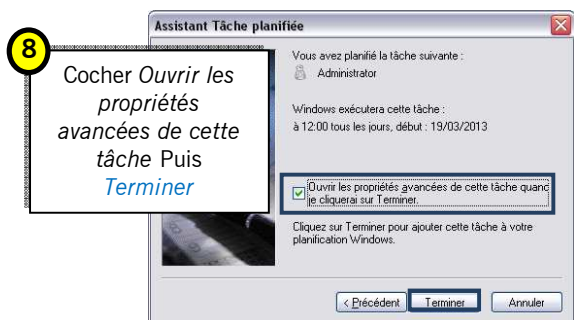 Assistant Tâche planifiée
8
Cocher Ouvrir les
propriétés
avancées de cette
tâche Puis
Terminer
Vous avez planifié la tâche suivante :
Administrator
Windows exécutera cette tâche :
à 12:00 tous les jours, début : 19/03/2013
Ouvrir les propriétés avancées de cette tâche quand
je cliquerai sur Terminer.
Cliquez sur Terminer pour ajouter cette tâche à votre
planification Windows.
< Précédent
Terminer
Annuler